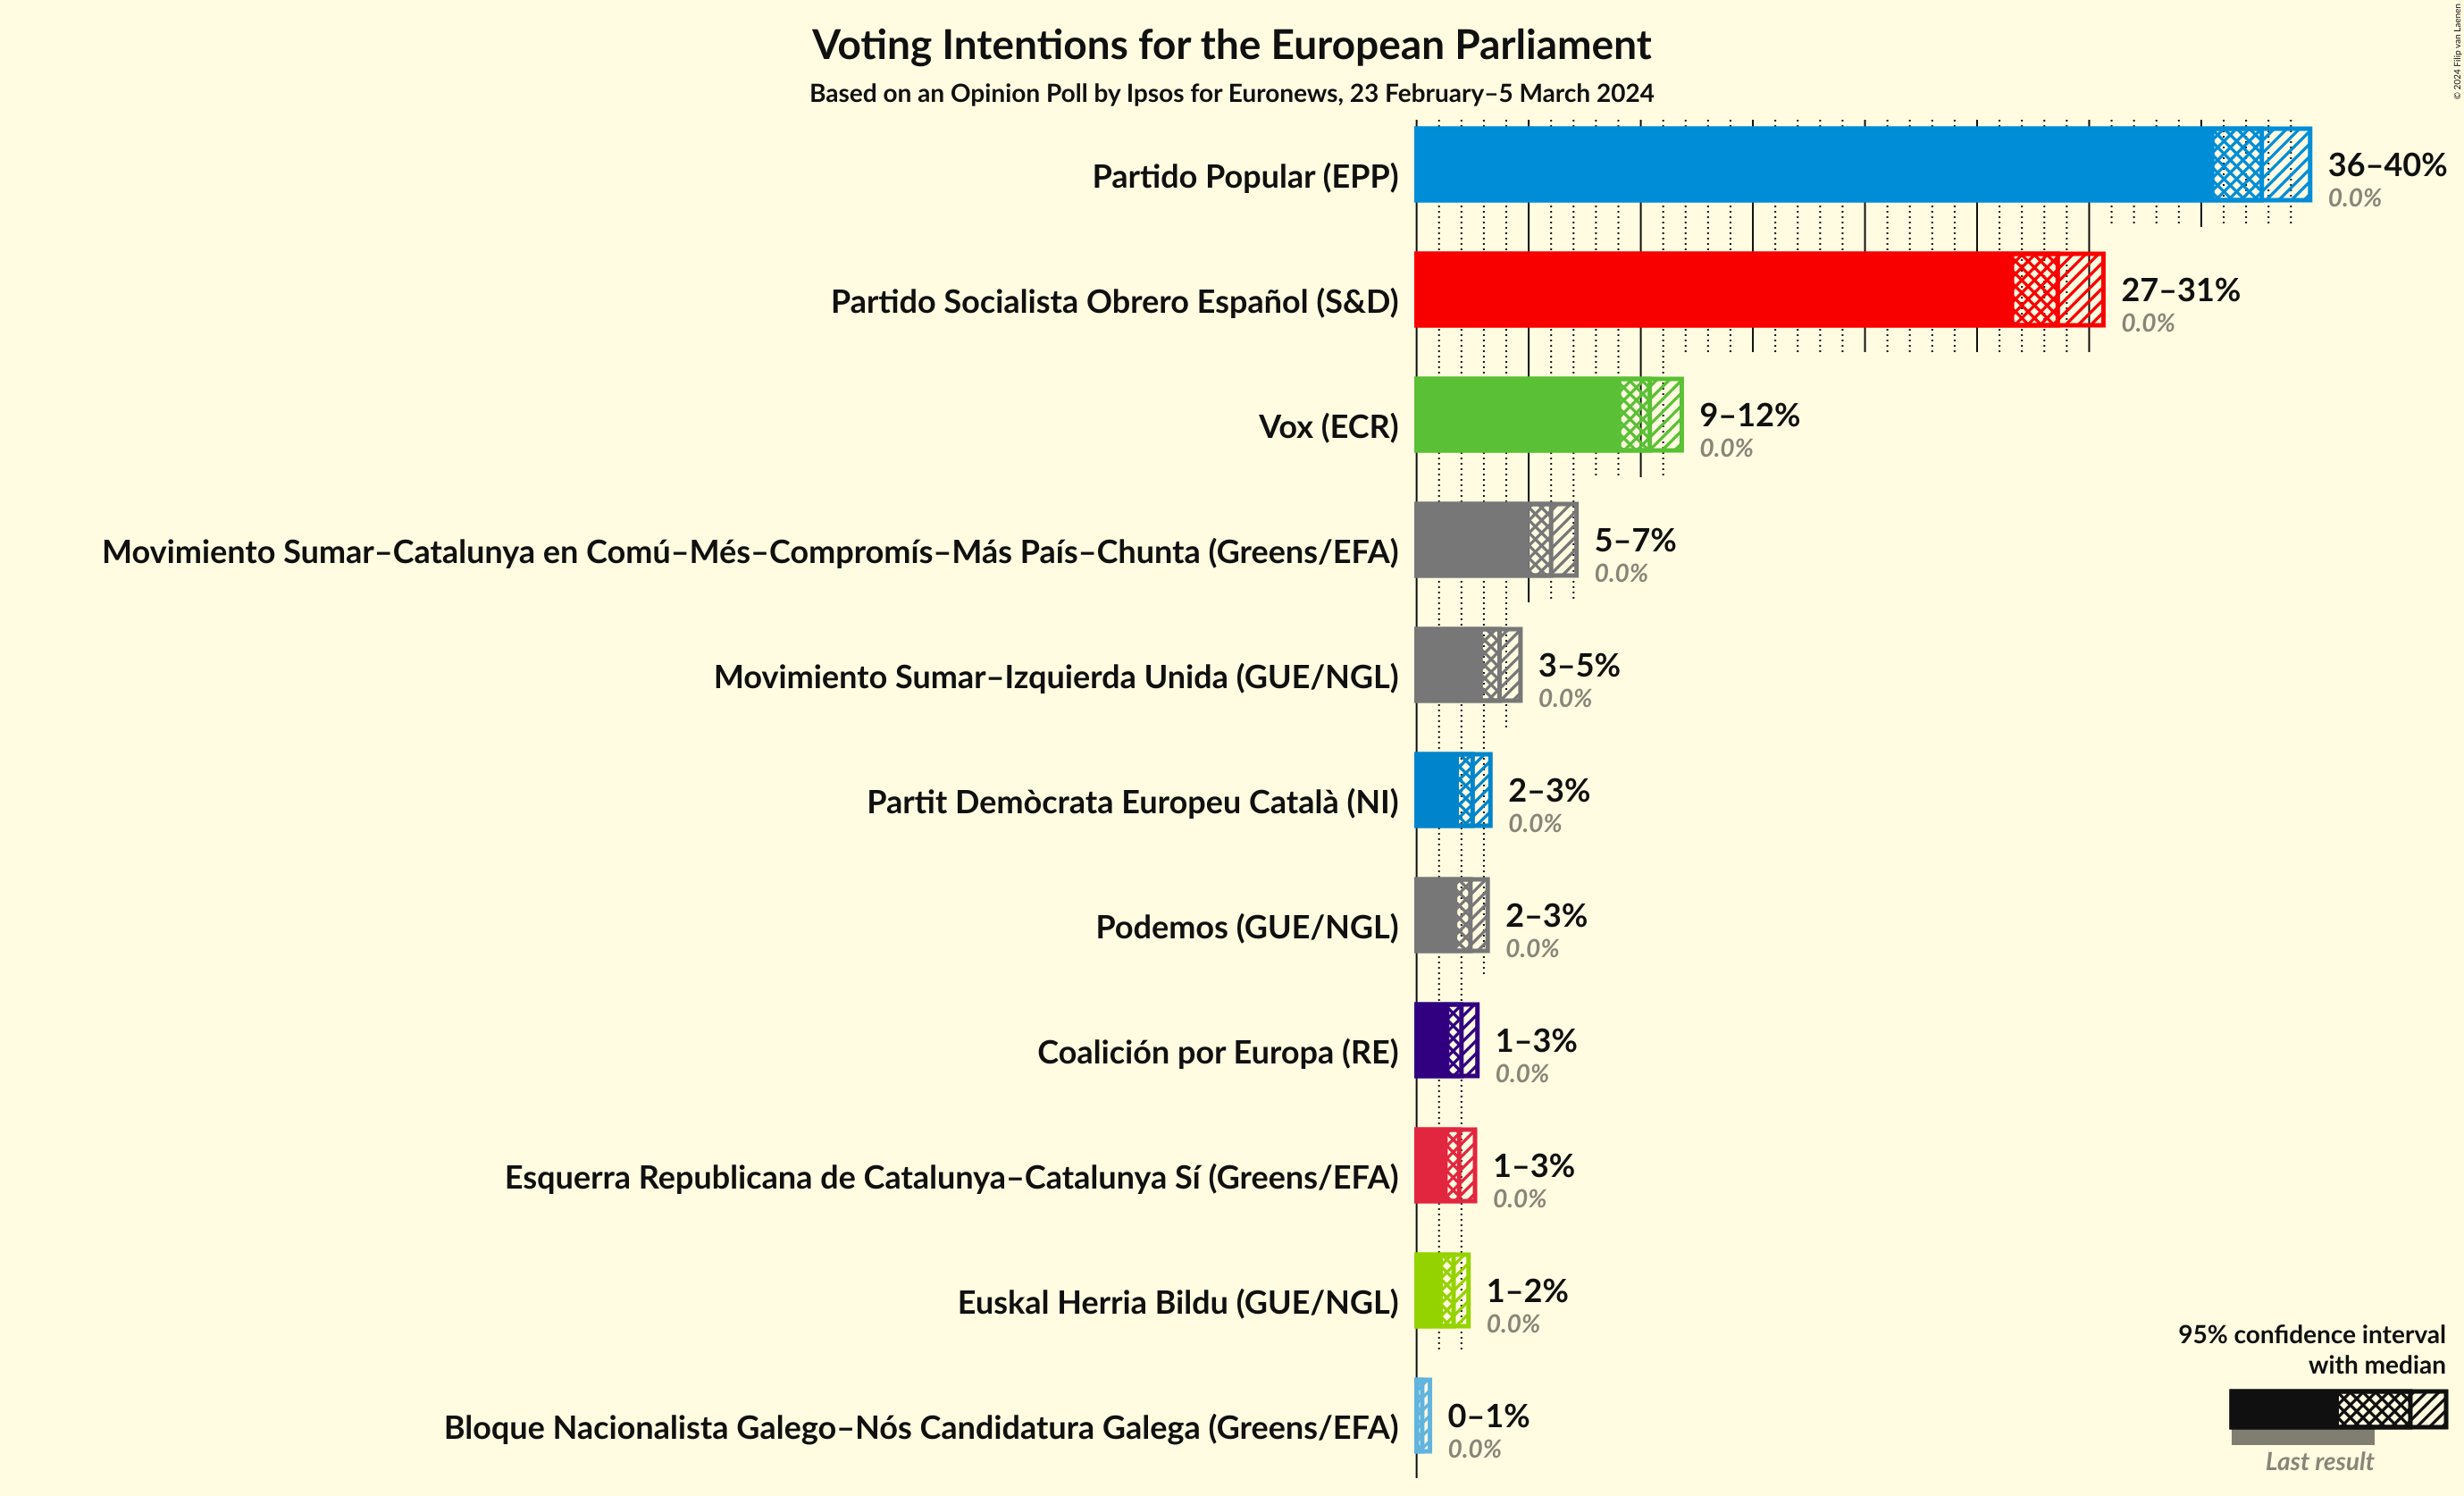 Voting Intentions for the European Parliament
Based on an Opinion Poll by Ipsos for Euronews, 23 February–5 March 2024
© 2024 Filip van Laenen
Partido Popular (EPP)
36–40%
0.0%
Partido Socialista Obrero Español (S&D)
27–31%
0.0%
Vox (ECR)
9–12%
0.0%
Movimiento Sumar–Catalunya en Comú–Més–Compromís–Más País–Chunta (Greens/EFA)
5–7%
0.0%
Movimiento Sumar–Izquierda Unida (GUE/NGL)
3–5%
0.0%
Partit Demòcrata Europeu Català (NI)
2–3%
0.0%
Podemos (GUE/NGL)
2–3%
0.0%
Coalición por Europa (RE)
1–3%
0.0%
Esquerra Republicana de Catalunya–Catalunya Sí (Greens/EFA)
1–3%
0.0%
Euskal Herria Bildu (GUE/NGL)
1–2%
0.0%
Bloque Nacionalista Galego–Nós Candidatura Galega (Greens/EFA)
0–1%
0.0%
95% confidence interval
with median
Last result